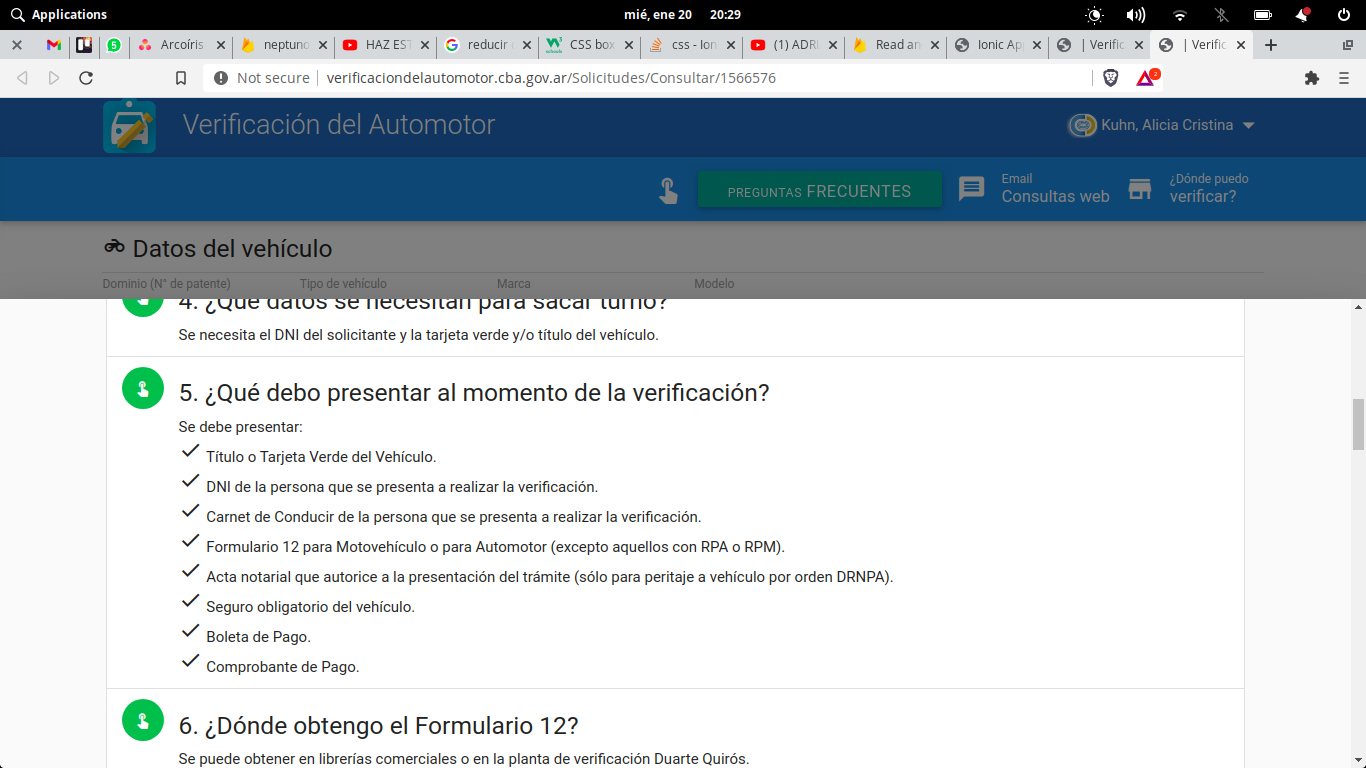 Applications
mié, ene 20 20:29
5
Arcoíris
neptuno
HAZ EST
reducir
CSS box
css - Ion
(1) ADRI
Read an
Ionic Ap
| Verific
| Verific
Not secure
verificaciondelautomotor.cba.gov.ar/Solicitudes/Consultar/1566576
2
Verificación del Automotor
Kuhn, Alicia Cristina
PREGUNTAS FRECUENTES
Email
Consultas web
¿Dónde puedo
verificar?
Datos del vehículo
Dominio (N° de patente)
Tipo de vehículo
Marca
Modelo
4. ¿Qué datos se necesitan para sacar turno?
Se necesita el DNI del solicitante y la tarjeta verde y/o título del vehículo.
5. ¿Qué debo presentar al momento de la verificación?
Se debe presentar:
Título o Tarjeta Verde del Vehículo.
DNI de la persona que se presenta a realizar la verificación.
Carnet de Conducir de la persona que se presenta a realizar la verificación.
Formulario 12 para Motovehículo o para Automotor (excepto aquellos con RPA o RPM).
Acta notarial que autorice a la presentación del trámite (sólo para peritaje a vehículo por orden DRNPA).
Seguro obligatorio del vehículo.
Boleta de Pago.
Comprobante de Pago.
6. ¿Dónde obtengo el Formulario 12?
Se puede obtener en librerías comerciales o en la planta de verificación Duarte Quirós.